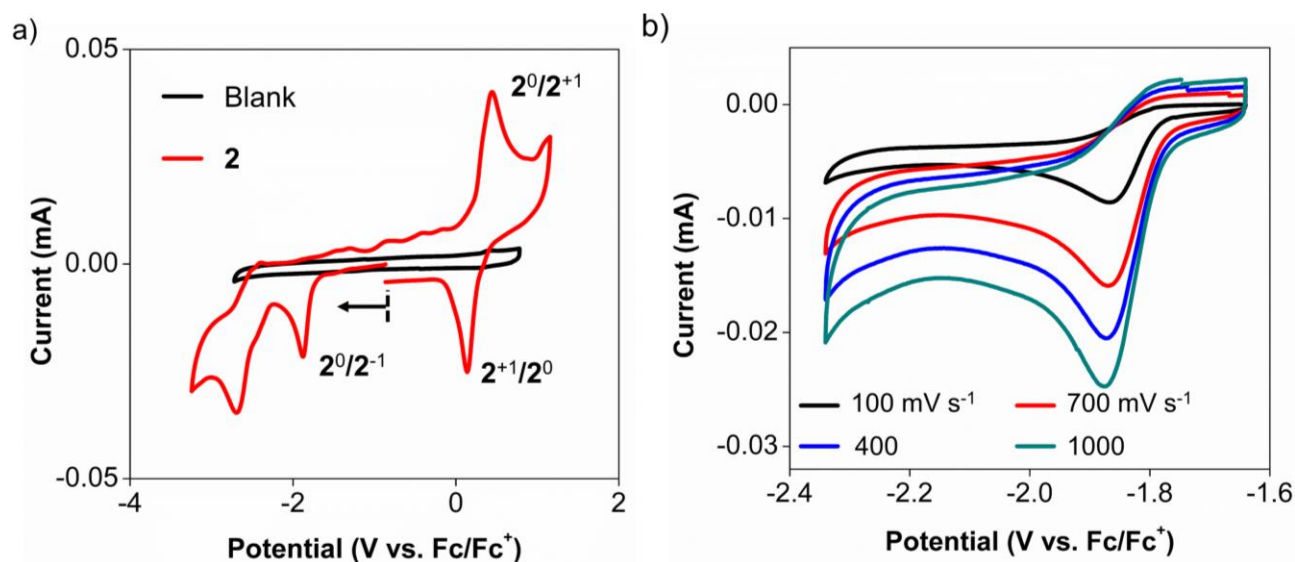 a)
0.05
0.00
-0.05
Current (mA)
Blank
2
2⁰/2⁺¹
2⁰/2⁻¹
2⁺¹/2⁰
-4 -2 0 2
Potential (V vs. Fc/Fc⁺)
b)
0.00
-0.01
-0.02
-0.03
Current (mA)
100 mV s⁻¹ 700 mV s⁻¹
400 1000
-2.4 -2.2 -2.0 -1.8 -1.6
Potential (V vs. Fc/Fc⁺)